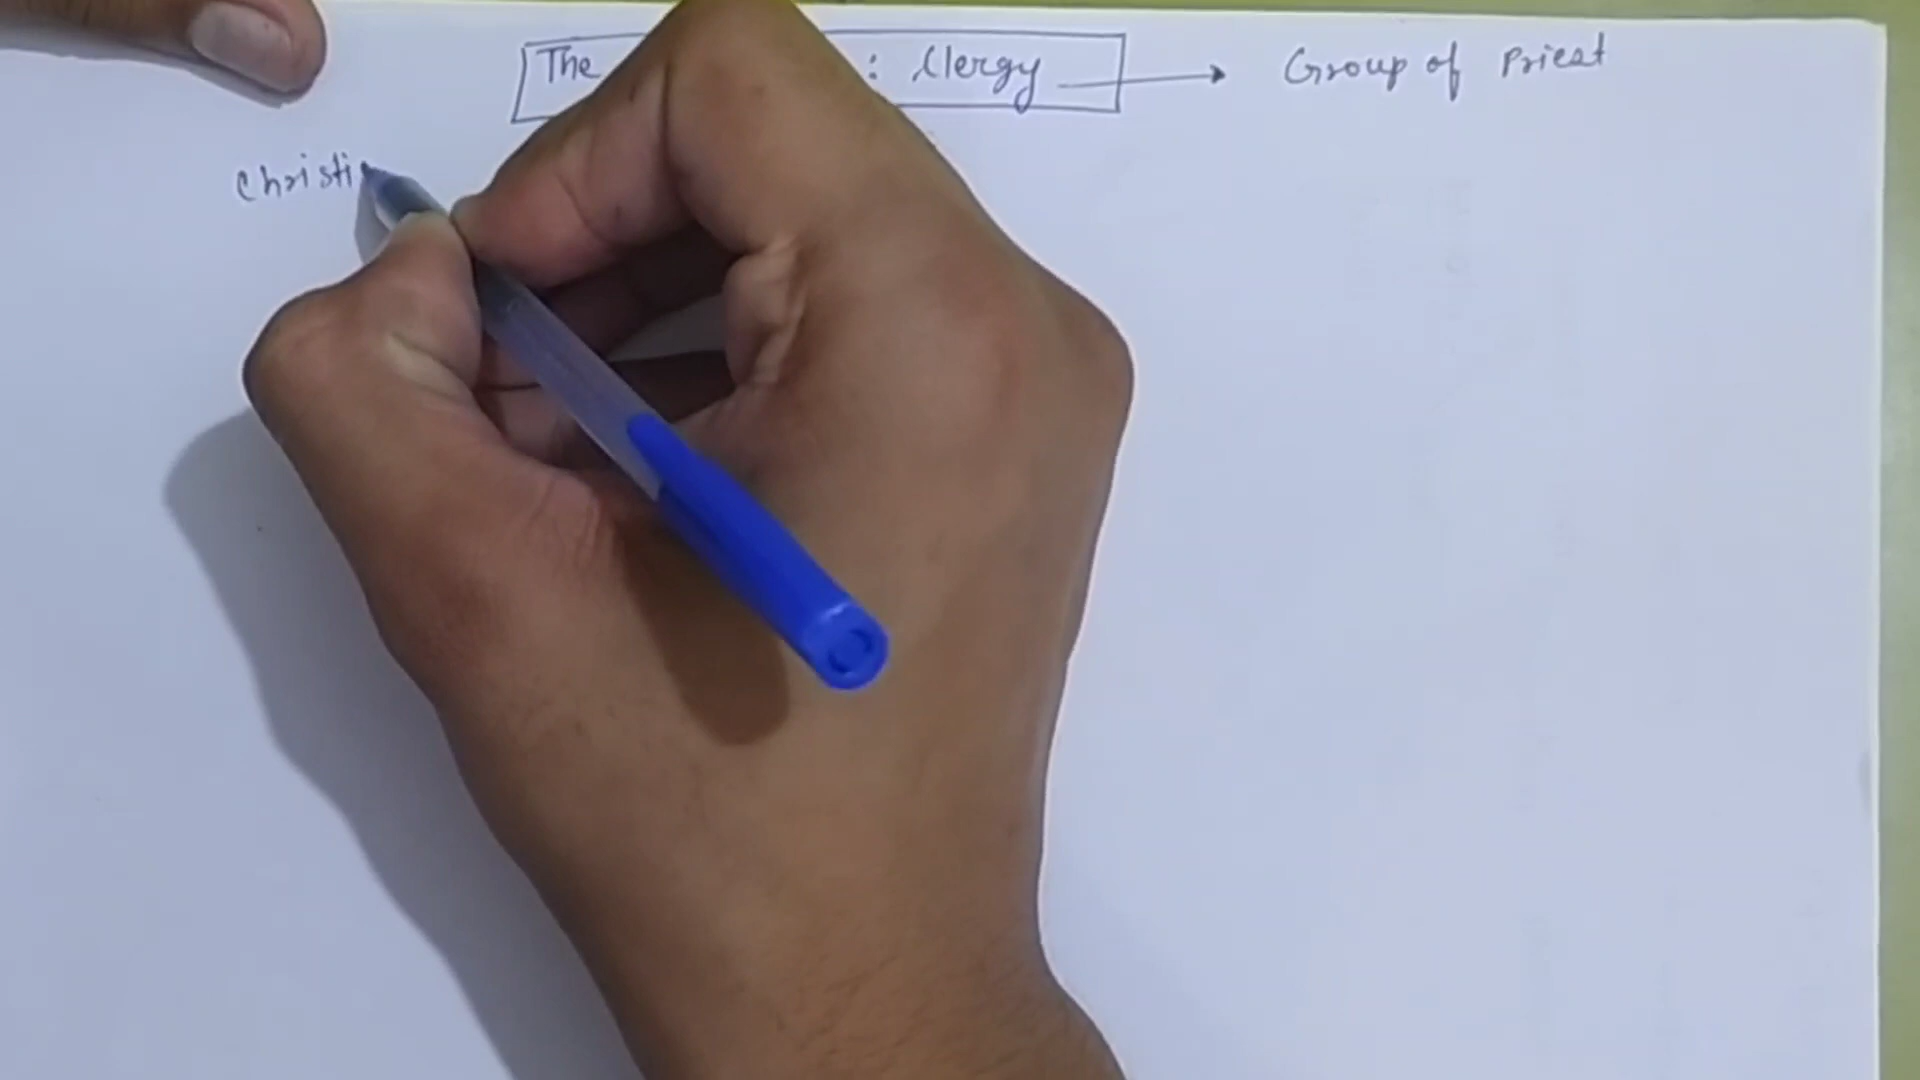 The : Clergy → Group of Priest
Christi